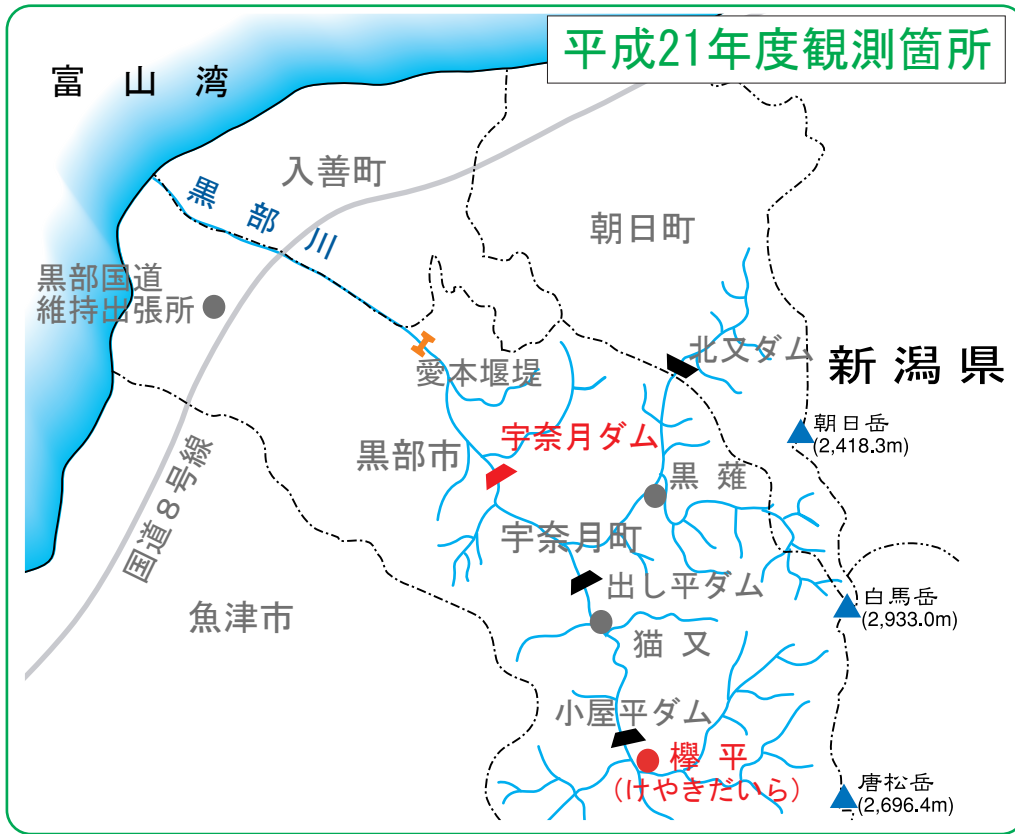 平成21年度観測箇所
富山湾
入善町
黒部川
朝日町
黒部国道
維持出張所
北又ダム
新潟県
愛本堰堤
朝日岳
(2,418.3m)
宇奈月ダム
黒部市
黒薙
国道8号線
宇奈月町
出し平ダム
白馬岳
(2,933.0m)
魚津市
猫又
小屋平ダム
欅平
(けやきだいら)
唐松岳
(2,696.4m)